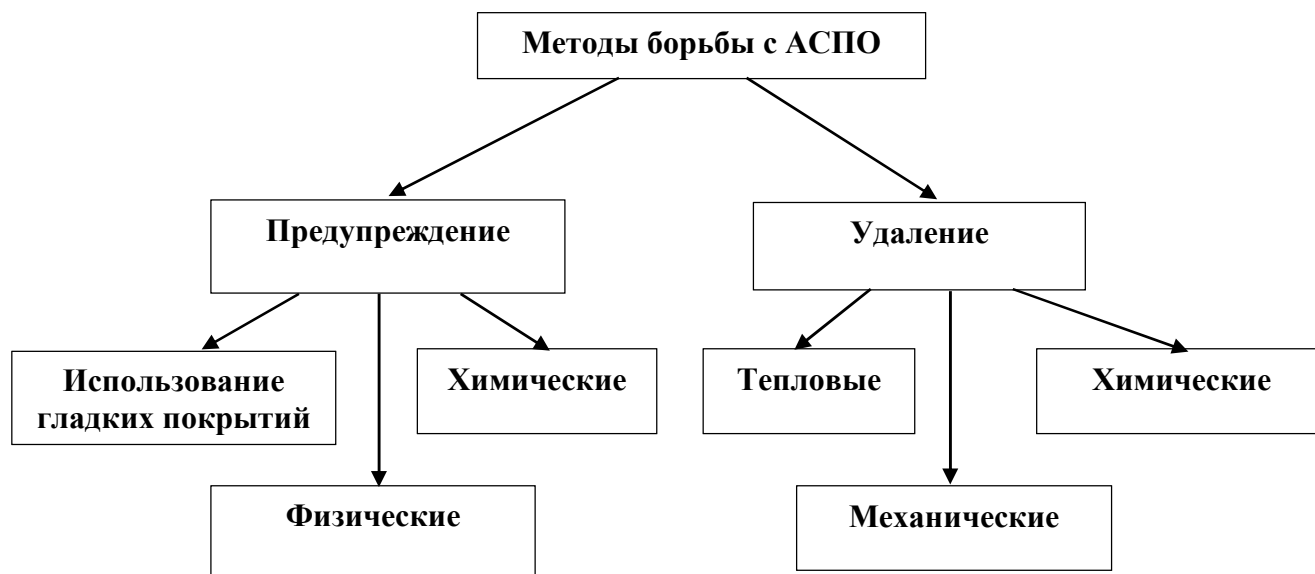 Методы борьбы с АСПО
Предупреждение
Удаление
Использование
гладких покрытий
Химические
Тепловые
Химические
Физические
Механические